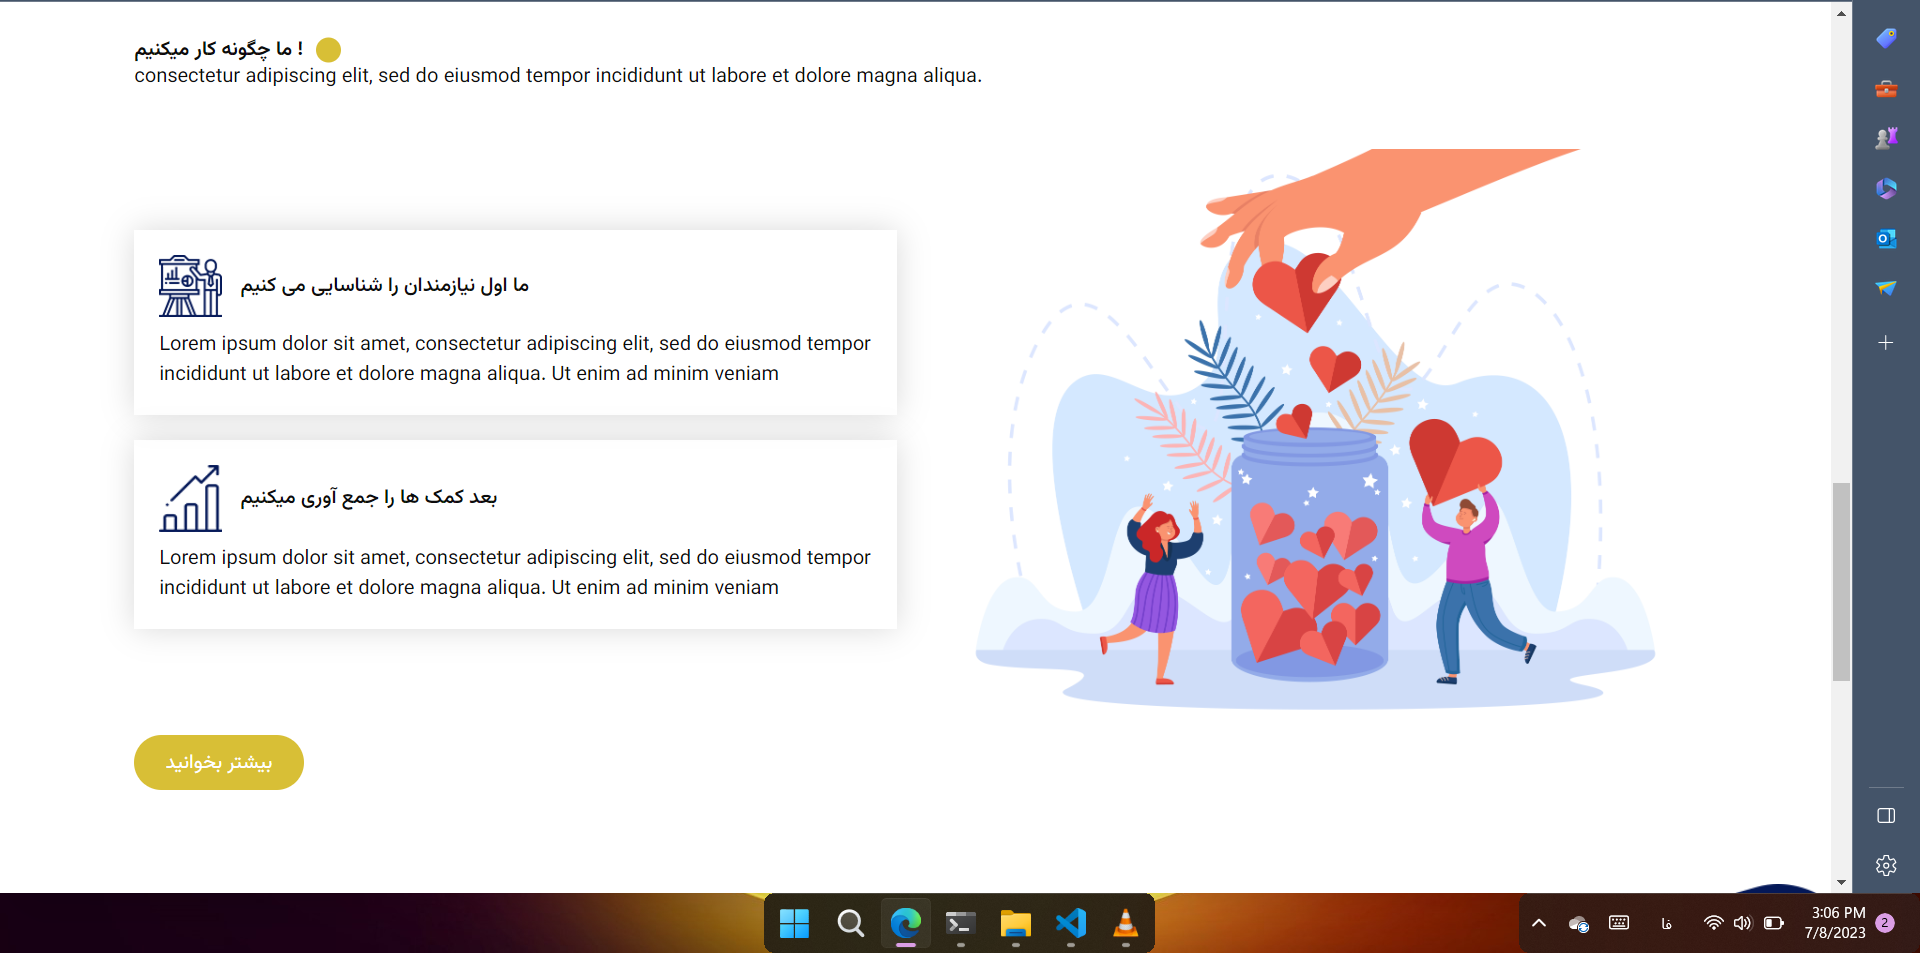 ما چگونه کار میکنیم !
consectetur adipiscing elit, sed do eiusmod tempor incididunt ut labore et dolore magna aliqua.
ما اول نیازمندان را شناسایی می کنیم
Lorem ipsum dolor sit amet, consectetur adipiscing elit, sed do eiusmod tempor
incididunt ut labore et dolore magna aliqua. Ut enim ad minim veniam
بعد کمک ها را جمع آوری میکنیم
Lorem ipsum dolor sit amet, consectetur adipiscing elit, sed do eiusmod tempor
incididunt ut labore et dolore magna aliqua. Ut enim ad minim veniam
بیشتر بخوانید
فا
3:06 PM
7/8/2023
2